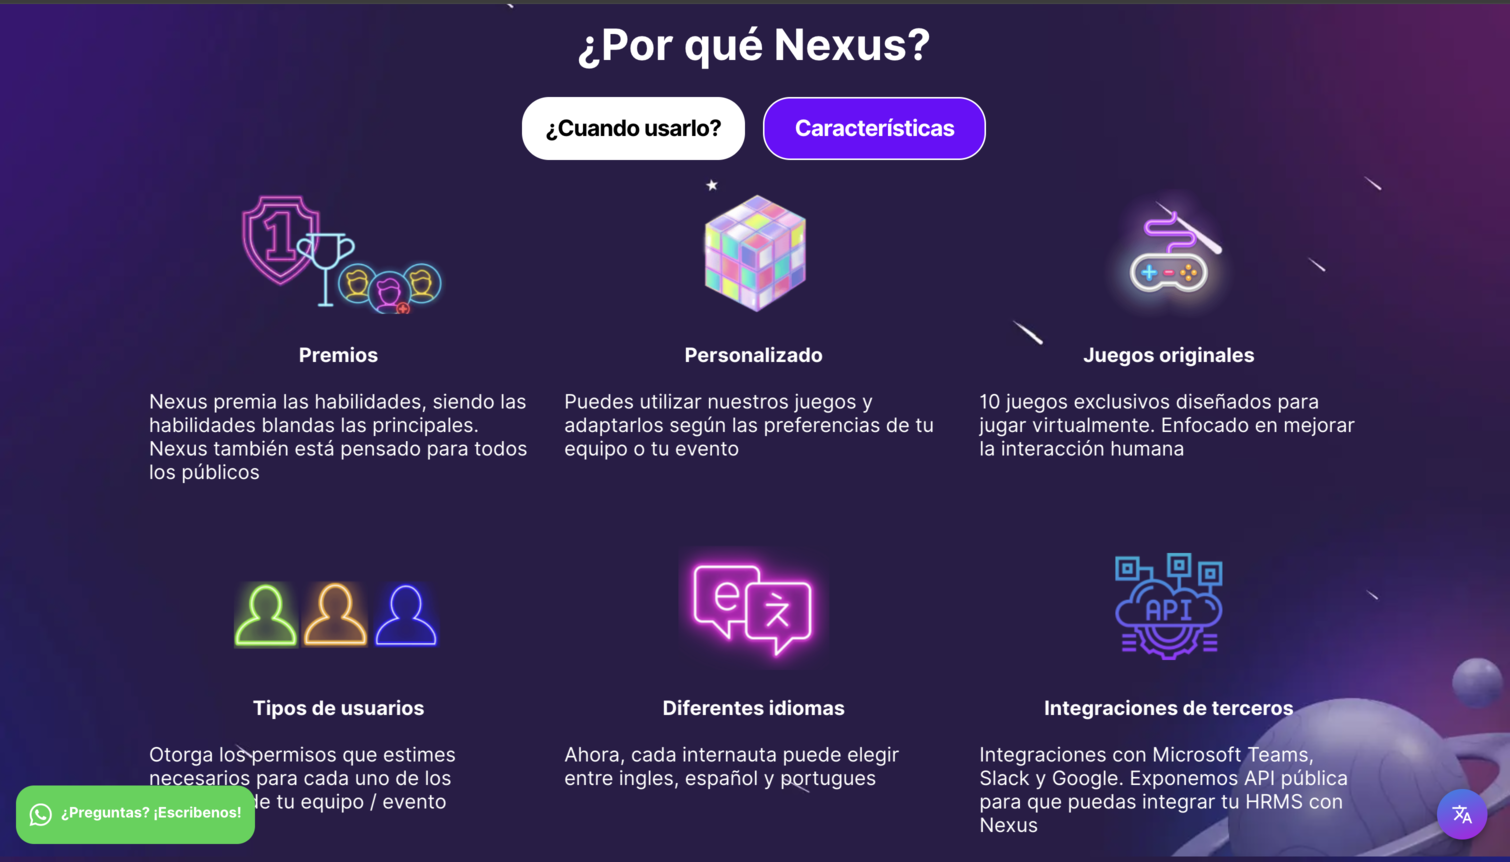 ¿Por qué Nexus?
¿Cuando usarlo?
Características
1
Premios
Nexus premia las habilidades, siendo las
habilidades blandas las principales.
Nexus también está pensado para todos
los públicos
Personalizado
Puedes utilizar nuestros juegos y
adaptarlos según las preferencias de tu
equipo o tu evento
Juegos originales
10 juegos exclusivos diseñados para
jugar virtualmente. Enfocado en mejorar
la interacción humana
Tipos de usuarios
Otorga los permisos que estimes
necesarios para cada uno de los
de tu equipo / evento
e
Diferentes idiomas
Ahora, cada internauta puede elegir
entre ingles, español y portugues
API
Integraciones de terceros
Integraciones con Microsoft Teams,
Slack y Google. Exponemos API pública
para que puedas integrar tu HRMS con
Nexus
¿Preguntas? ¡Escribenos!